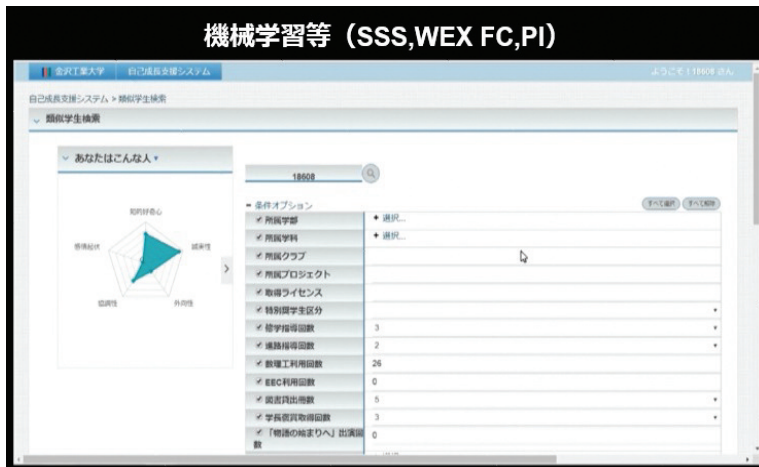 機械学習等（SSS,WEX FC,PI）
金沢工業大学 自己成長支援システム ようこそ！18608 さん
自己成長支援システム > 類似学生検索
類似学生検索
あなたはこんな人▼
知的好奇心
誠実性
外向性
協調性
感情起伏
18608
条件オプション すべて選択 すべて解除
所属学部 + 選択...
所属学科 + 選択...
所属クラブ
所属プロジェクト
取得ライセンス
特別奨学生区分
修学指導回数 3
進路指導回数 2
数理工利用回数 26
EEC利用回数 0
図書貸出冊数 5
学長褒賞取得回数 3
「物語の始まりへ」出演回数 0